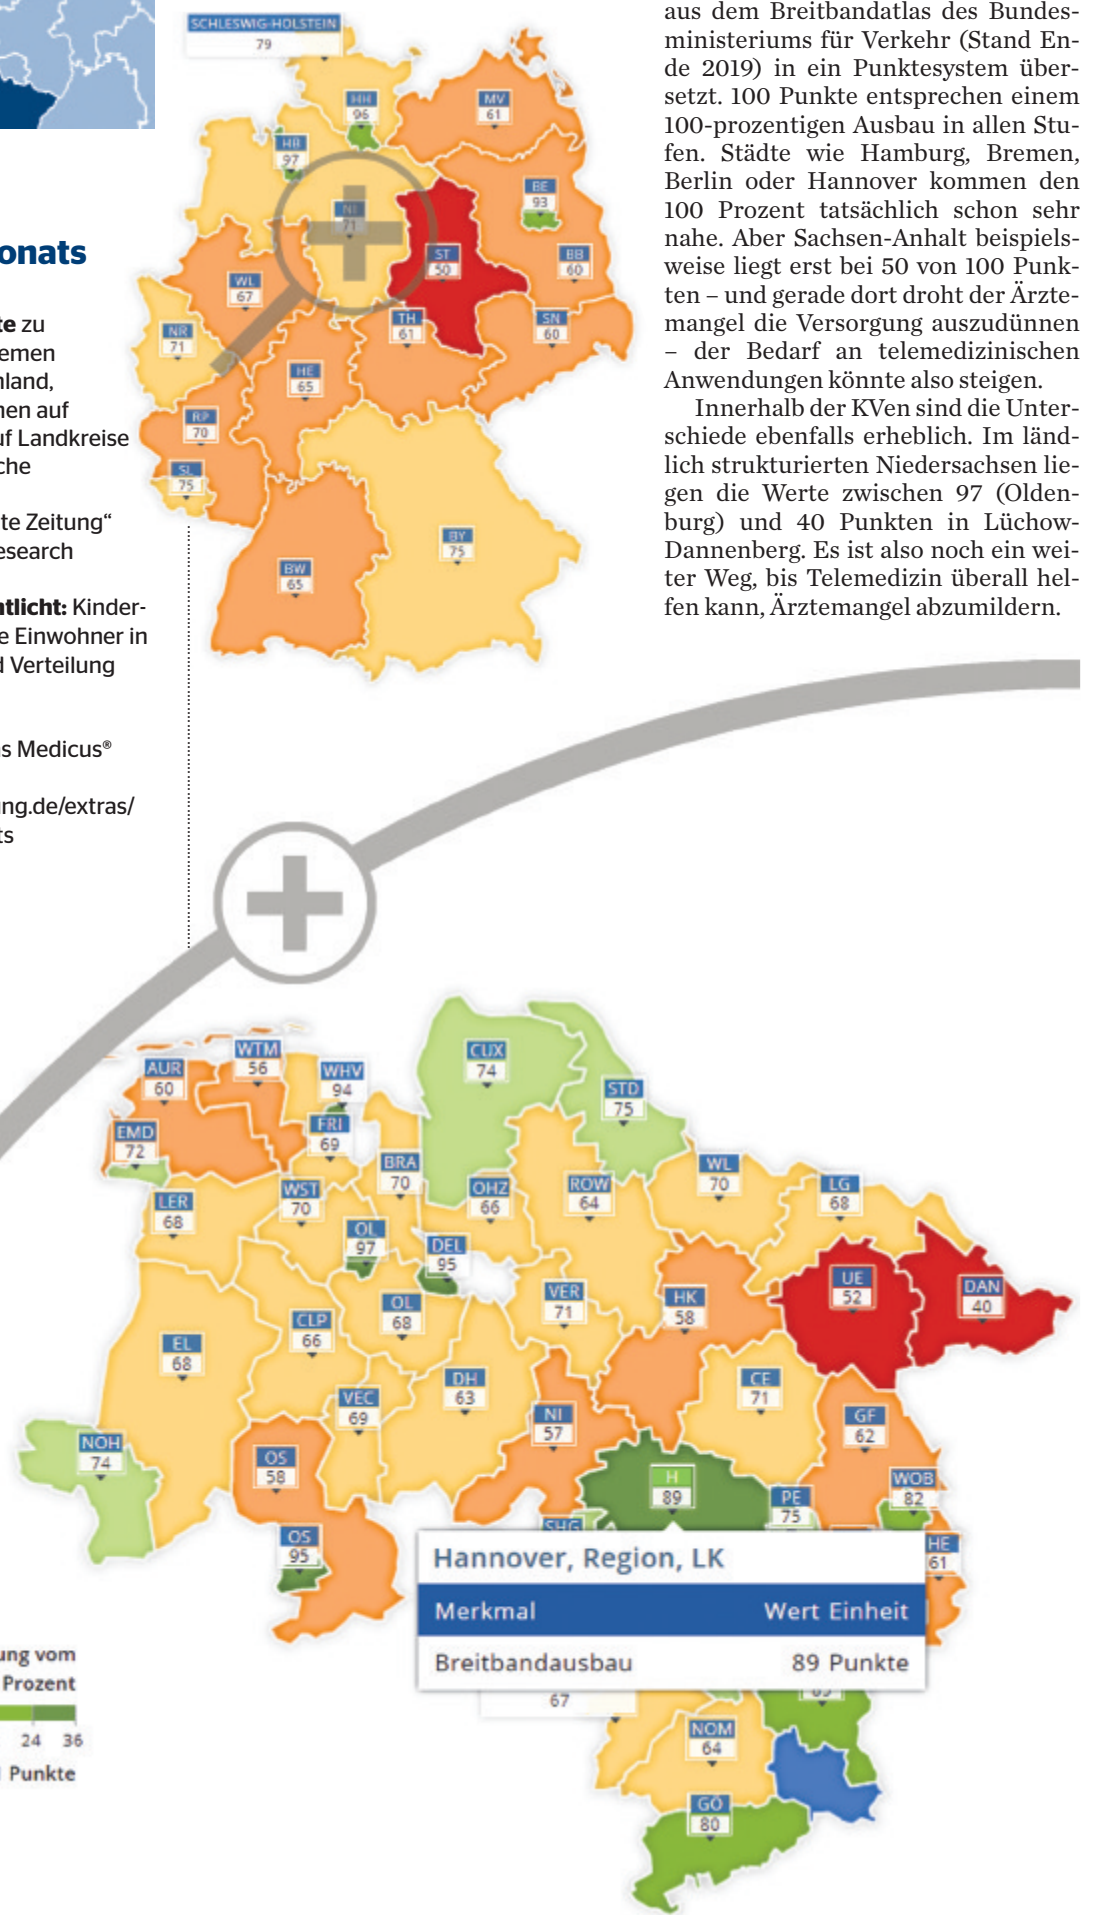 onats
te zu
emen
nland,
nen auf
uf Landkreise
che
te Zeitung“
esearch
ntlicht: Kinder-
e Einwohner in
d Verteilung
s Medicus®
ng.de/extras/
ts
SCHLESWIG-HOLSTEIN
79
HH
96
MV
61
HB
97
NI
71
BE
93
ST
50
BB
60
WL
67
NR
71
TH
61
SN
60
HE
65
RP
70
SL
75
BY
75
BW
65
aus dem Breitbandatlas des Bundes-
ministeriums für Verkehr (Stand En-
de 2019) in ein Punktesystem über-
setzt. 100 Punkte entsprechen einem
100-prozentigen Ausbau in allen Stu-
fen. Städte wie Hamburg, Bremen,
Berlin oder Hannover kommen den
100 Prozent tatsächlich schon sehr
nahe. Aber Sachsen-Anhalt beispiels-
weise liegt erst bei 50 von 100 Punk-
ten – und gerade dort droht der Ärzte-
mangel die Versorgung auszudünnen
– der Bedarf an telemedizinischen
Anwendungen könnte also steigen.
Innerhalb der KVen sind die Unter-
schiede ebenfalls erheblich. Im länd-
lich strukturierten Niedersachsen lie-
gen die Werte zwischen 97 (Olden-
burg) und 40 Punkten in Lüchow-
Dannenberg. Es ist also noch ein wei-
ter Weg, bis Telemedizin überall hel-
fen kann, Ärztemangel abzumildern.
WTM
56
AUR
60
WHV
94
CUX
74
STD
75
EMD
72
FRI
69
BRA
70
LER
68
WST
70
OHZ
66
ROW
64
WL
70
LG
68
OL
97
DEL
95
OL
68
VER
71
HK
58
UE
52
DAN
40
CLP
66
EL
68
VEC
69
DH
63
CE
71
NI
57
GF
62
NOH
74
OS
58
H
89
PE
75
WOB
82
SHG
OS
95
HE
61
Hannover, Region, LK
Merkmal Wert Einheit
Breitbandausbau 89 Punkte
67
NOM
64
GÖ
80
ung vom
Prozent
24 36
Punkte